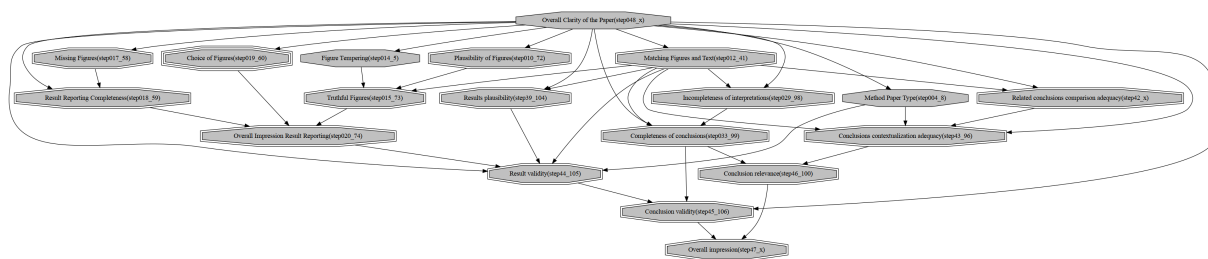 Overall Clarity of the Paper(step048_x)
Missing Figures(step017_58)
Choice of Figures(step019_60)
Figure Tempering(step014_5)
Plausibility of Figures(step010_72)
Matching Figures and Text(step012_41)
Result Reporting Completeness(step018_59)
Truthful Figures(step015_73)
Results plausibility(step39_104)
Incompleteness of interpretations(step029_98)
Method Paper Type(step004_8)
Related conclusions comparison adequacy(step42_x)
Overall Impression Result Reporting(step020_74)
Completeness of conclusions(step033_99)
Conclusions contextualization adequacy(step43_96)
Result validity(step44_105)
Conclusion relevance(step46_100)
Conclusion validity(step45_106)
Overall impression(step47_x)